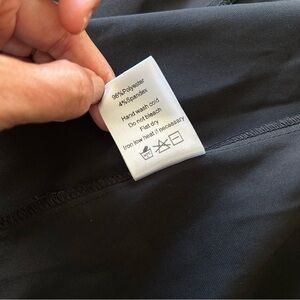 96%Polyester
4%Spandex
Hand wash cold
Do not bleach
Flat dry
Iron low heat if necessary